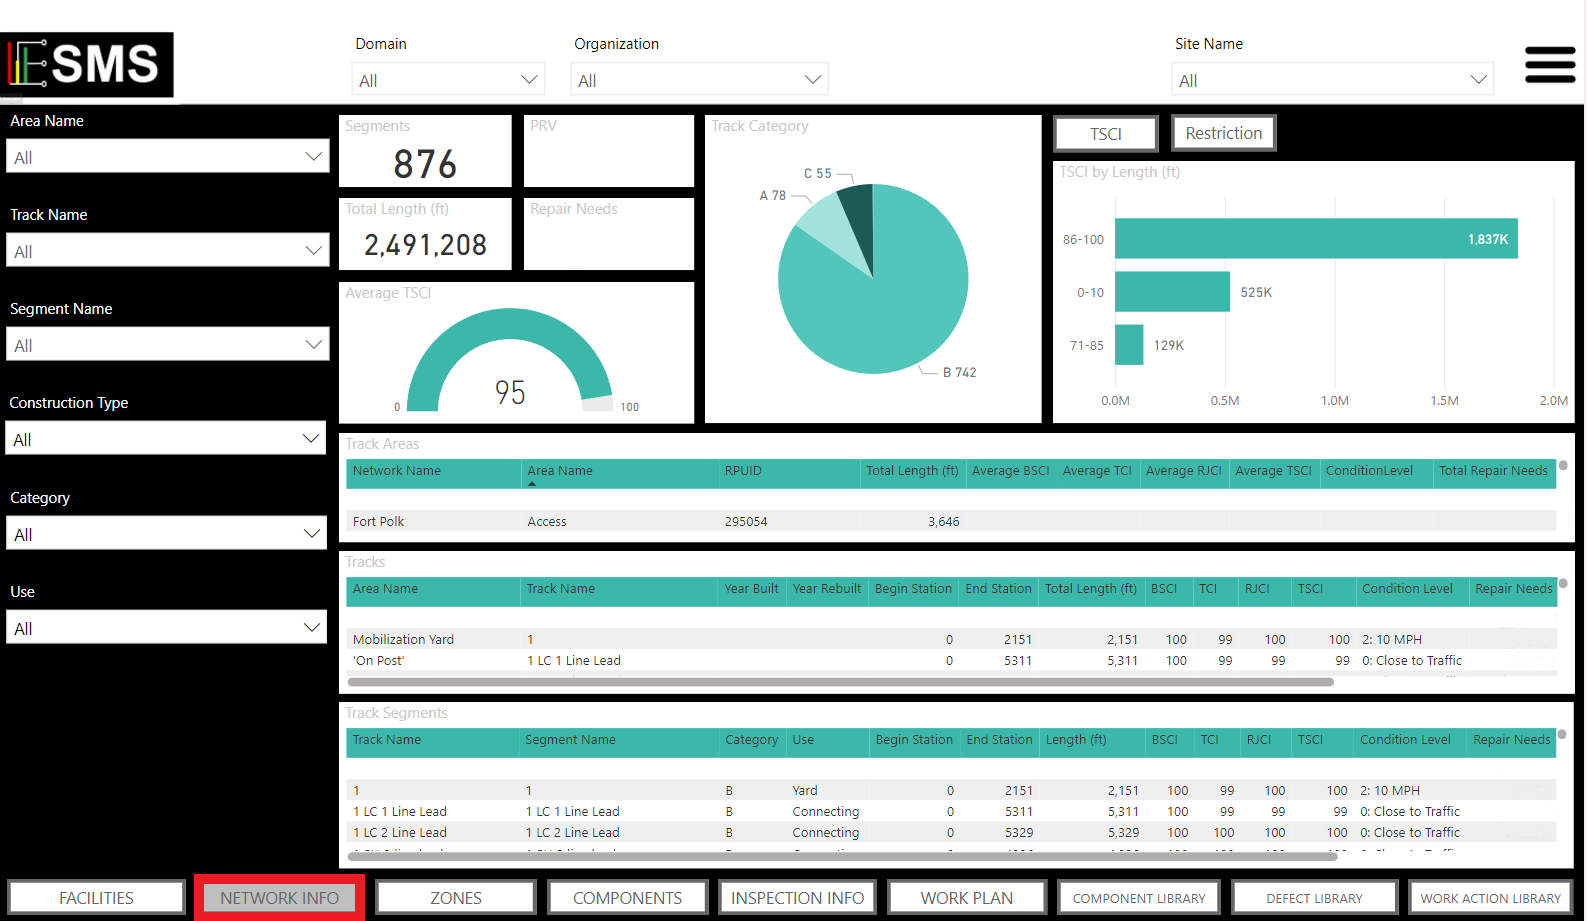 ESMS
Domain
All
Organization
All
Site Name
All
Area Name
All
Track Name
All
Segment Name
All
Construction Type
All
Category
All
Use
All
Segments
876
PRV
Total Length (ft)
2,491,208
Repair Needs
Average TSCI
95
0
100
Track Category
C 55
A 78
B 742
TSCI
Restriction
TSCI by Length (ft)
86-100 1,837K
0-10 525K
71-85 129K
0.0M 0.5M 1.0M 1.5M 2.0M
Track Areas
Network Name Area Name RPUID Total Length (ft) Average BSCI Average TCI Average RJCI Average TSCI ConditionLevel Total Repair Needs
Fort Polk Access 295054 3,646
Tracks
Area Name Track Name Year Built Year Rebuilt Begin Station End Station Total Length (ft) BSCI TCI RJCI TSCI Condition Level Repair Needs
Mobilization Yard 1 0 2151 2,151 100 99 100 100 2: 10 MPH
'On Post' 1 LC 1 Line Lead 0 5311 5,311 100 99 99 99 0: Close to Traffic
Track Segments
Track Name Segment Name Category Use Begin Station End Station Length (ft) BSCI TCI RJCI TSCI Condition Level Repair Needs
1 1 B Yard 0 2151 2,151 100 99 100 100 2: 10 MPH
1 LC 1 Line Lead 1 LC 1 Line Lead B Connecting 0 5311 5,311 100 99 99 99 0: Close to Traffic
1 LC 2 Line Lead 1 LC 2 Line Lead B Connecting 0 5329 5,329 100 100 100 100 0: Close to Traffic
FACILITIES
NETWORK INFO
ZONES
COMPONENTS
INSPECTION INFO
WORK PLAN
COMPONENT LIBRARY
DEFECT LIBRARY
WORK ACTION LIBRARY